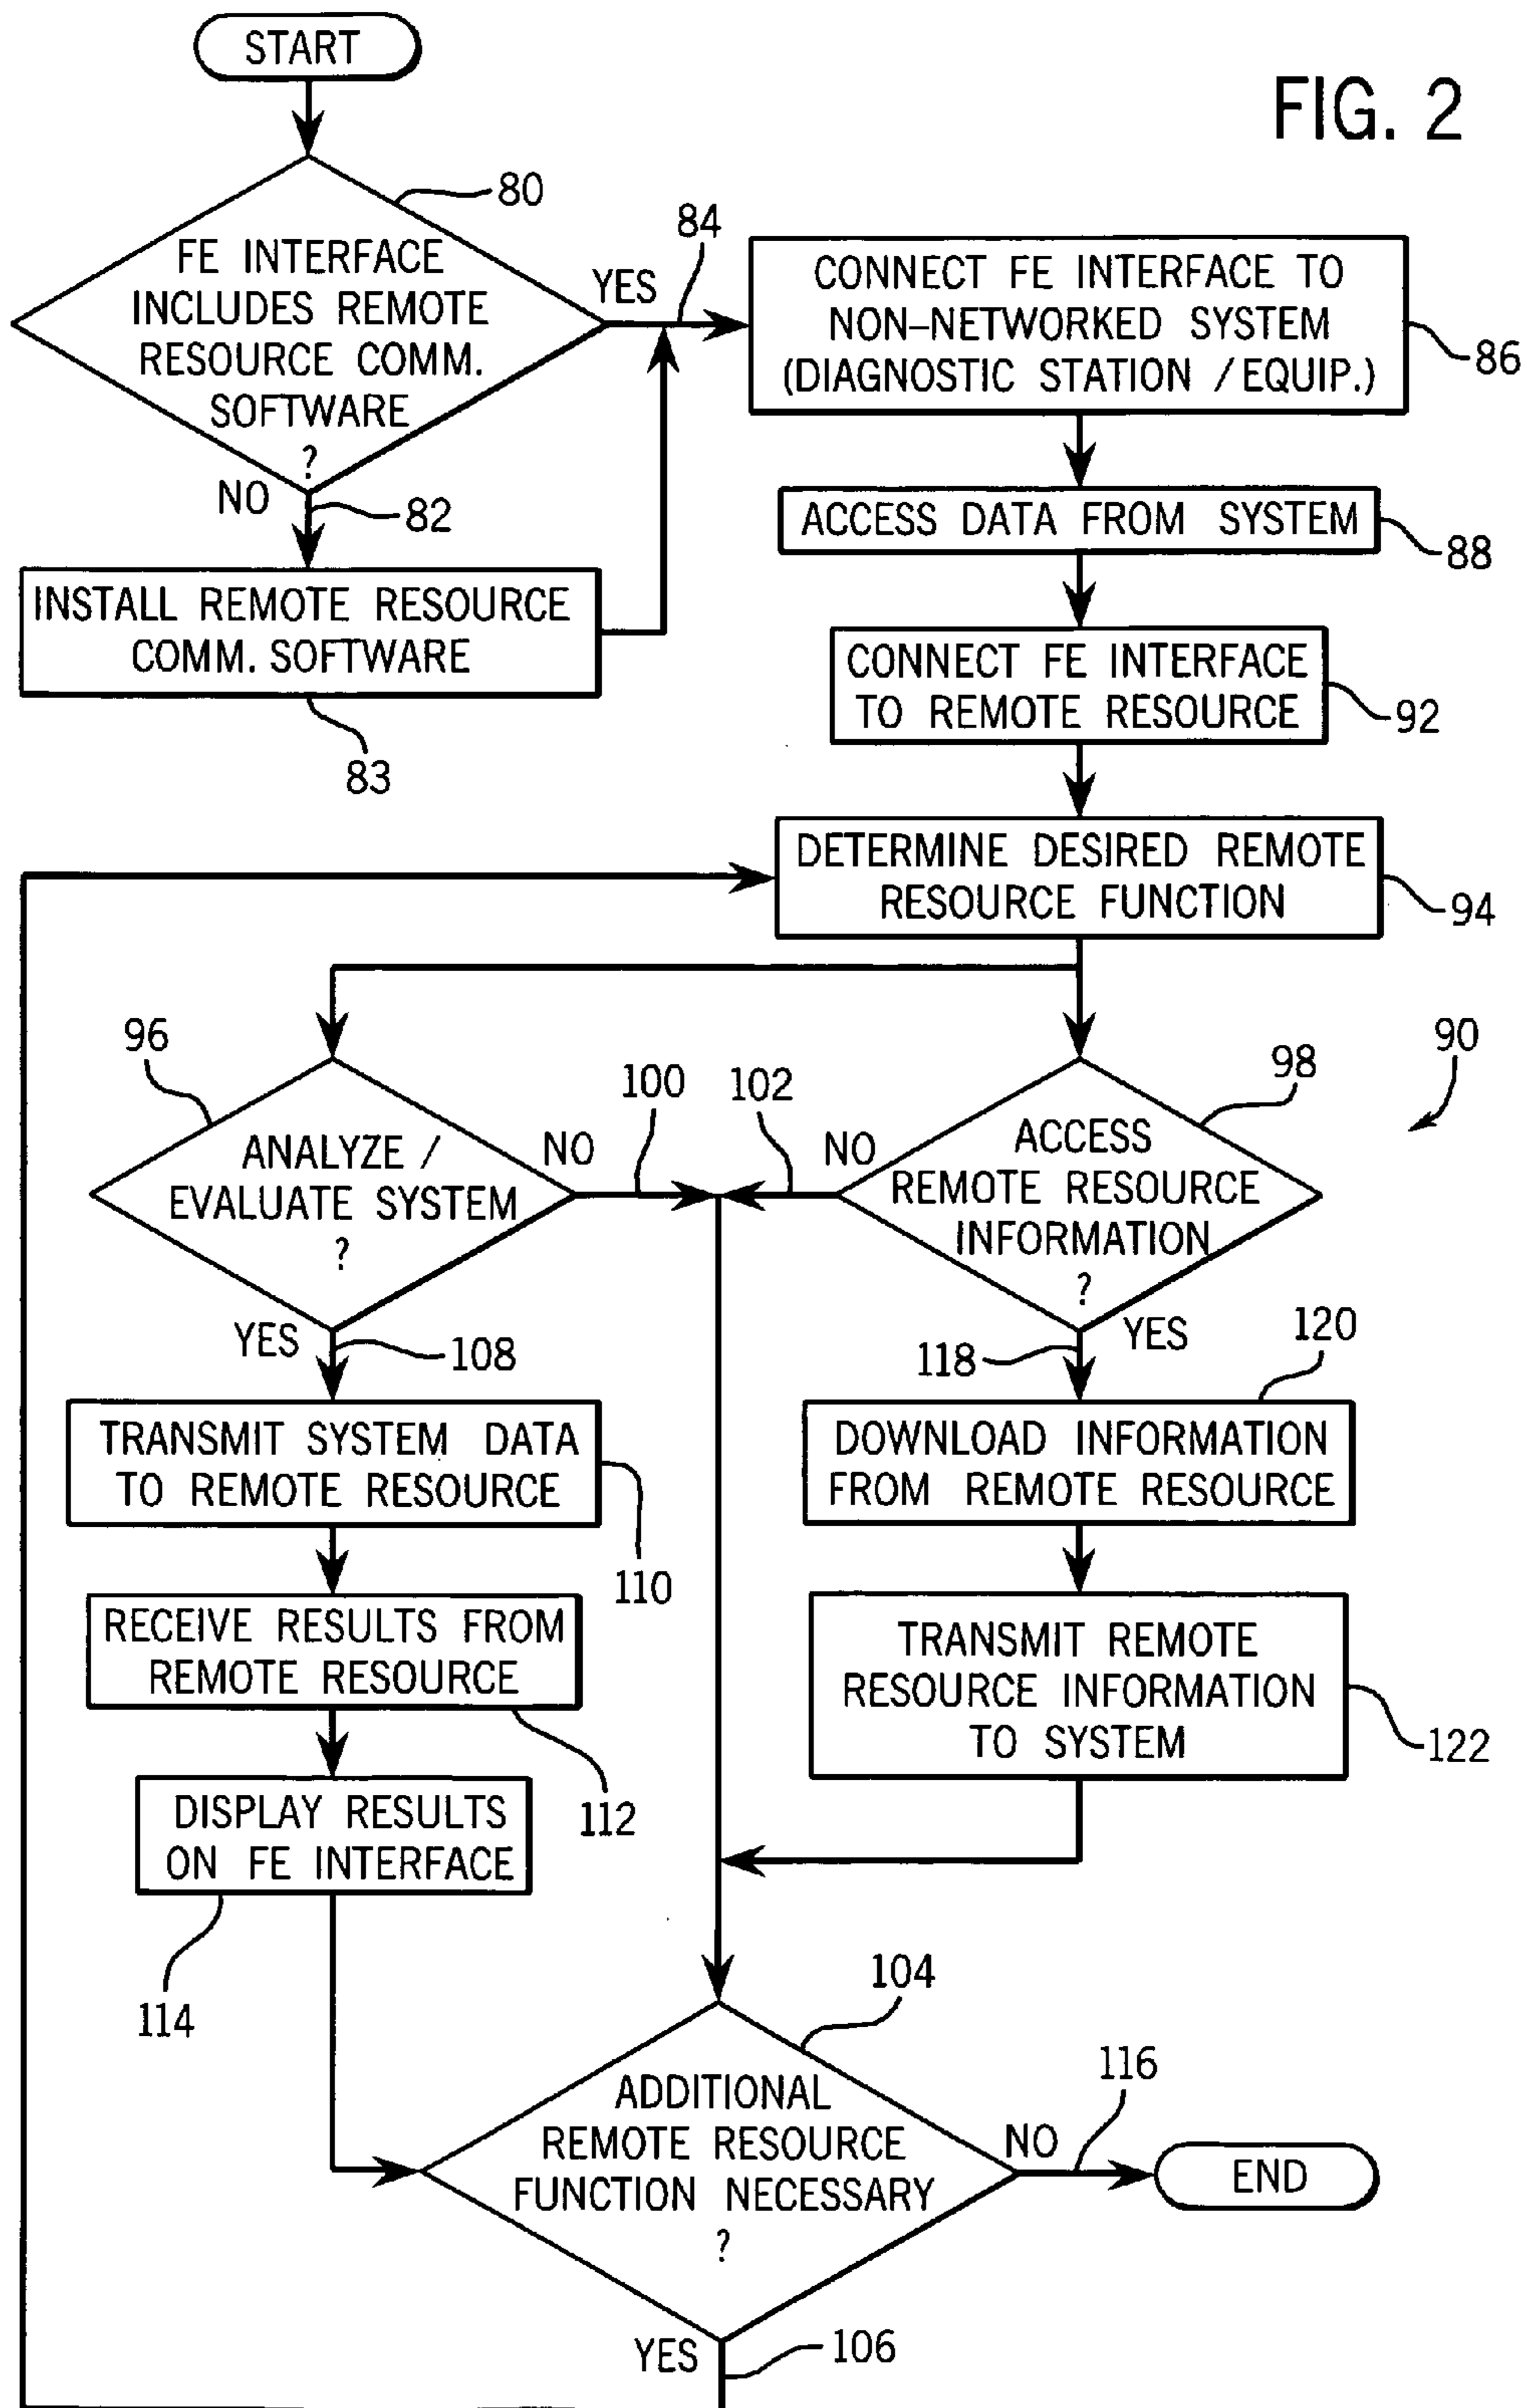 START
FIG. 2
80
FE INTERFACE
INCLUDES REMOTE
RESOURCE COMM.
SOFTWARE
?
YES
84
CONNECT FE INTERFACE TO
NON-NETWORKED SYSTEM
(DIAGNOSTIC STATION / EQUIP.)
86
NO
82
ACCESS DATA FROM SYSTEM
88
INSTALL REMOTE RESOURCE
COMM. SOFTWARE
83
CONNECT FE INTERFACE
TO REMOTE RESOURCE
92
DETERMINE DESIRED REMOTE
RESOURCE FUNCTION
94
96
ANALYZE /
EVALUATE SYSTEM
?
NO
100
102
NO
98
ACCESS
REMOTE RESOURCE
INFORMATION
?
90
YES
108
118
YES
120
TRANSMIT SYSTEM DATA
TO REMOTE RESOURCE
110
DOWNLOAD INFORMATION
FROM REMOTE RESOURCE
RECEIVE RESULTS FROM
REMOTE RESOURCE
112
TRANSMIT REMOTE
RESOURCE INFORMATION
TO SYSTEM
122
DISPLAY RESULTS
ON FE INTERFACE
114
104
ADDITIONAL
REMOTE RESOURCE
FUNCTION NECESSARY
?
NO
116
END
YES
106